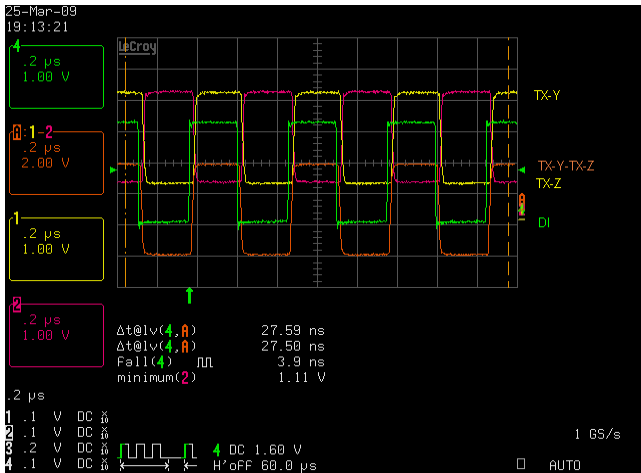 25-Mar-09
19:13:21
LeCroy
4
.2 µs
1.00 V
A:1-2
.2 µs
2.00 V
1
.2 µs
1.00 V
2
.2 µs
1.00 V
TX-Y
TX-Y-TX-Z
TX-Z
DI
Δt@lv(4,A) 27.59 ns
Δt@lv(4,A) 27.50 ns
Fall(4) 3.9 ns
minimum(2) 1.11 V
.2 µs
1 .1 V DC X10
2 .1 V DC X10
3 .2 V DC X10
4 .1 V DC X10
4 DC 1.60 V
H'oFF 60.0 µs
1 GS/s
AUTO